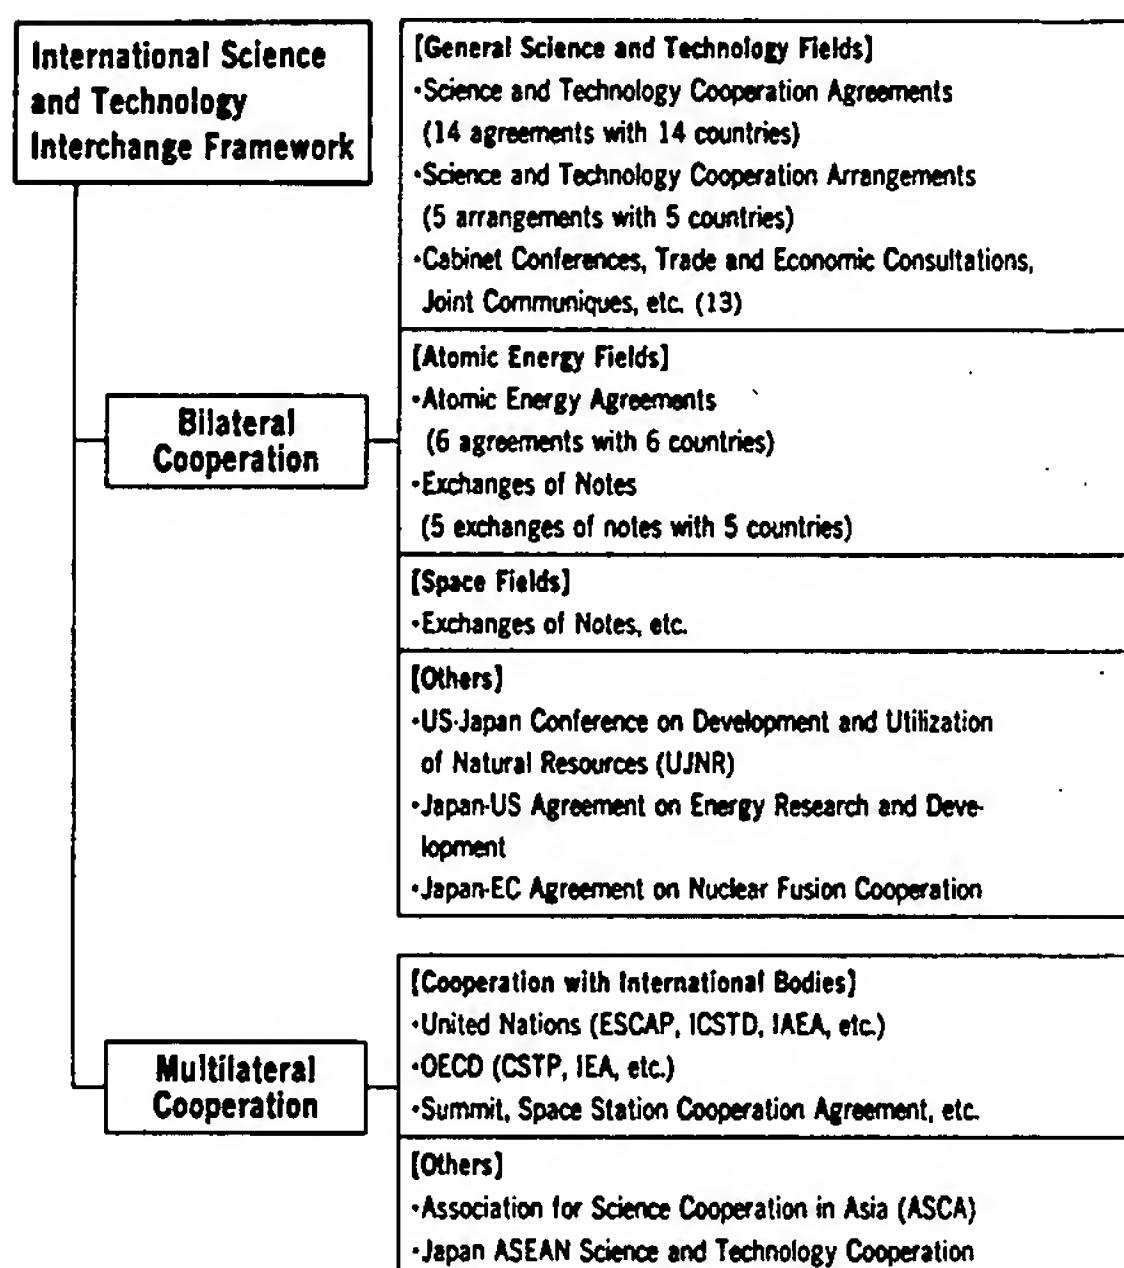 International Science
and Technology
Interchange Framework
[General Science and Technology Fields]
·Science and Technology Cooperation Agreements
(14 agreements with 14 countries)
·Science and Technology Cooperation Arrangements
(5 arrangements with 5 countries)
·Cabinet Conferences, Trade and Economic Consultations,
Joint Communiques, etc. (13)
Bilateral
Cooperation
[Atomic Energy Fields]
·Atomic Energy Agreements
(6 agreements with 6 countries)
·Exchanges of Notes
(5 exchanges of notes with 5 countries)
[Space Fields]
·Exchanges of Notes, etc.
[Others]
·US-Japan Conference on Development and Utilization
of Natural Resources (UJNR)
·Japan-US Agreement on Energy Research and Deve-
lopment
·Japan-EC Agreement on Nuclear Fusion Cooperation
Multilateral
Cooperation
[Cooperation with International Bodies]
·United Nations (ESCAP, ICSTD, IAEA, etc.)
·OECD (CSTP, IEA, etc.)
·Summit, Space Station Cooperation Agreement, etc.
[Others]
·Association for Science Cooperation in Asia (ASCA)
·Japan ASEAN Science and Technology Cooperation